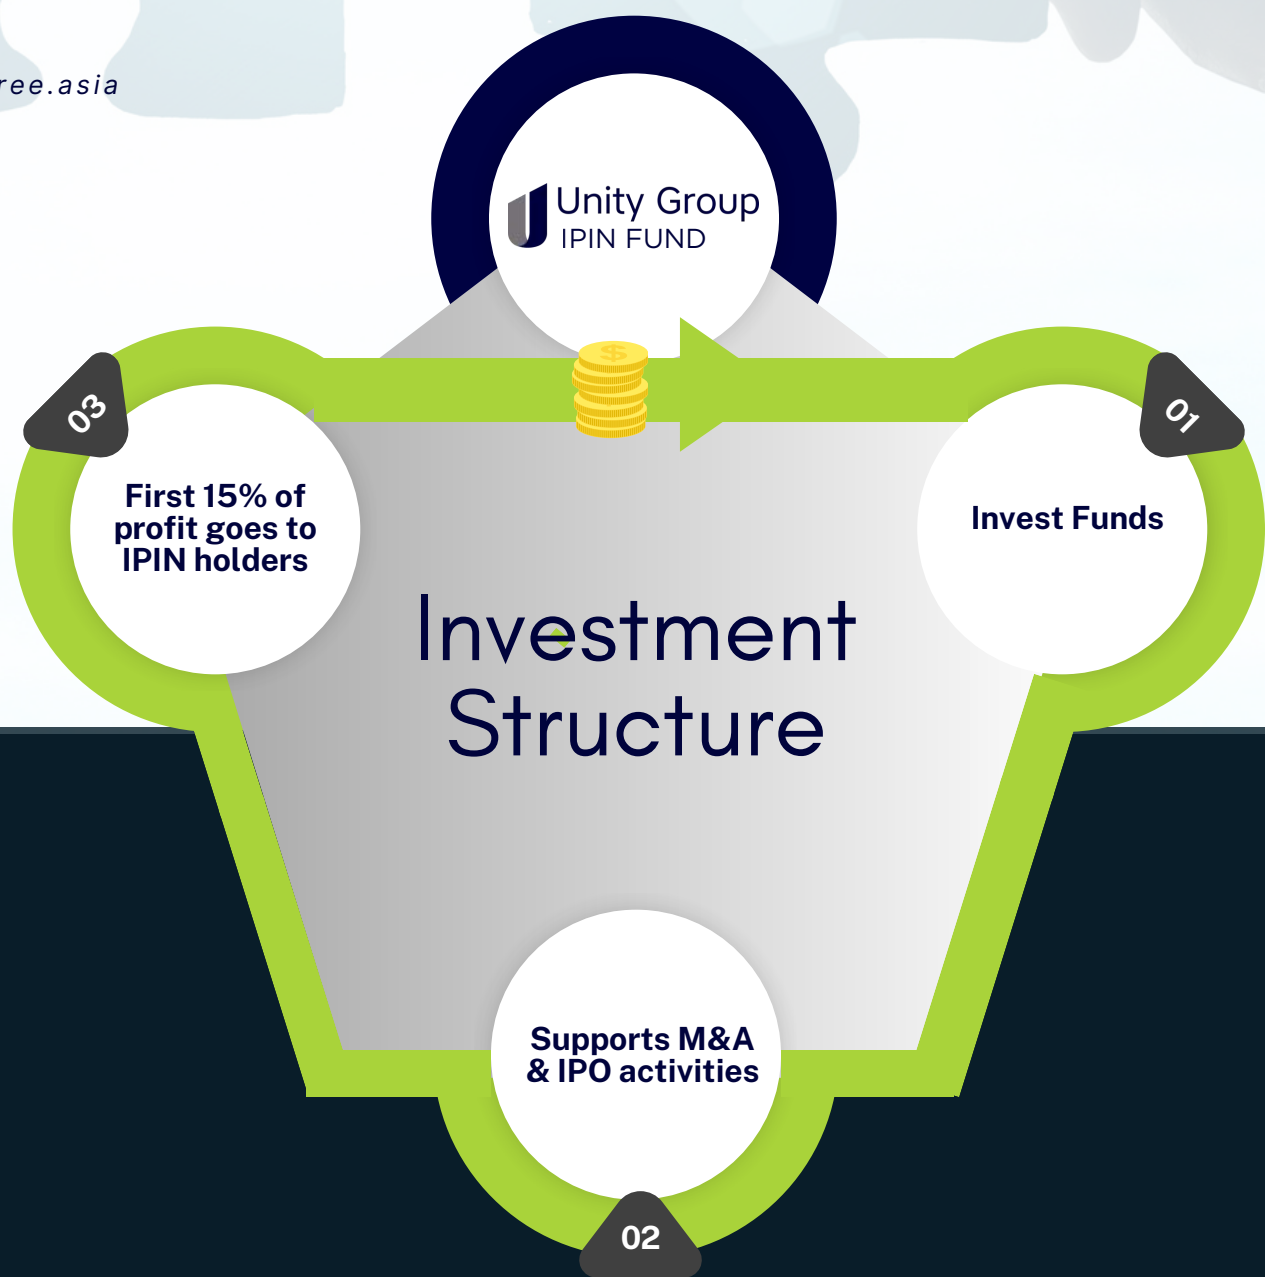 ree.asia
Unity Group
IPIN FUND
03
01
First 15% of
profit goes to
IPIN holders
Invest Funds
Investment
Structure
Supports M&A
& IPO activities
02